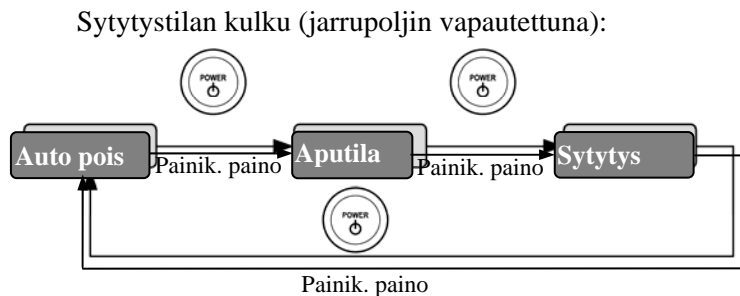 Sytytystilan kulku (jarrupoljin vapautettuna):
POWER POWER
Auto pois Painik. paino Aputila Painik. paino Sytytys
POWER
Painik. paino